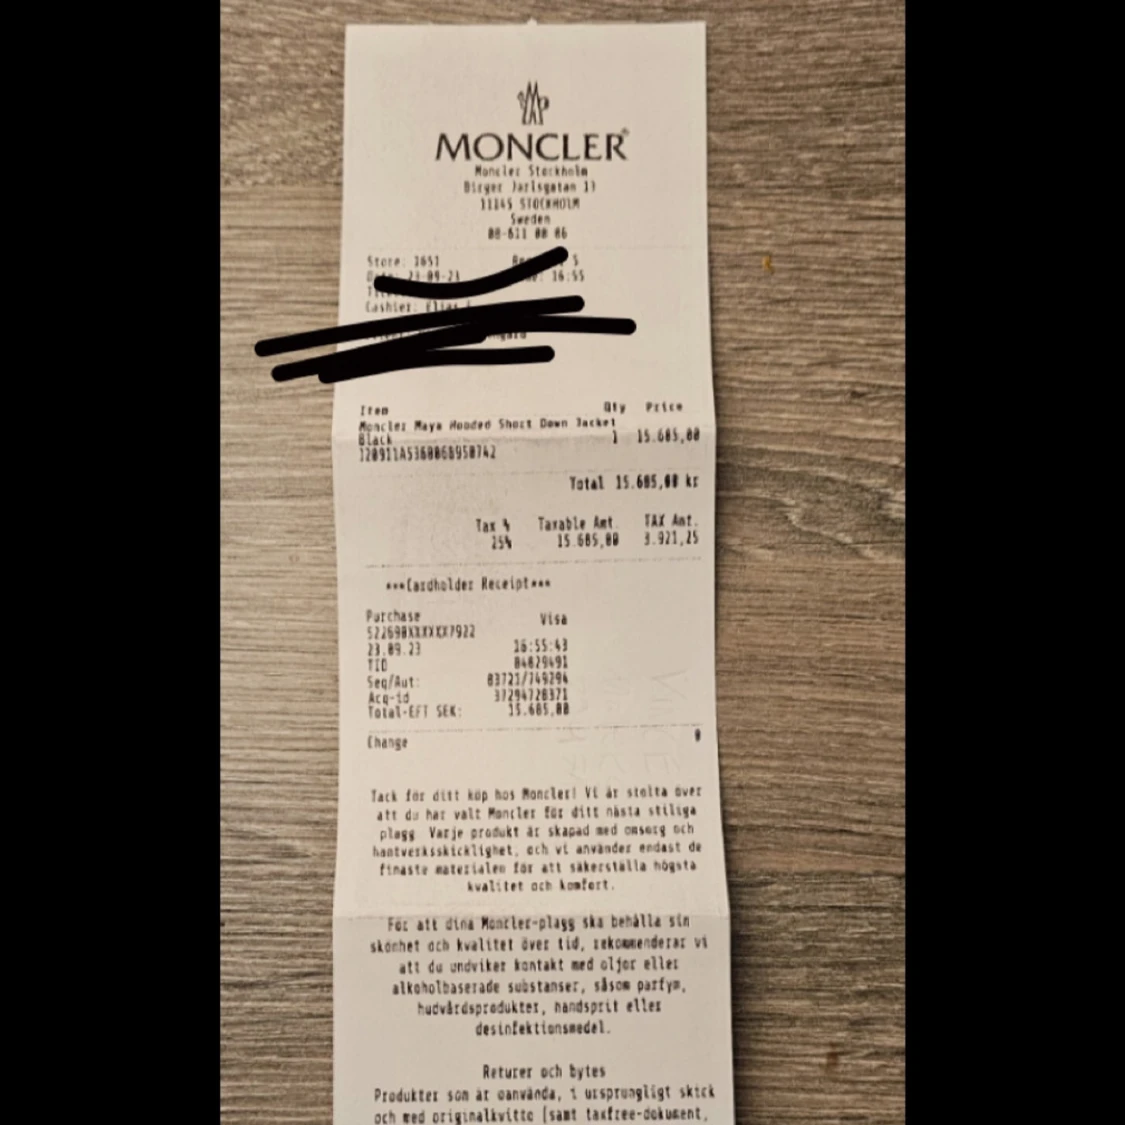 MONCLER
Moncler Stockholm
Birger Jarlsgatan 13
11145 STOCKHOLM
Sweden
08-611 00 06
Store: 1651 5
23-09-23 16:55
Cashier: Elias
Item Qty Price
Moncler Maya Hooded Short Down Jacket
Black 1 15.685,00
Total 15.685,00 kr
Tax % Taxable Amt. TAX Amt.
25% 15.685,00 3.921,25
***Cardholder Receipt***
Purchase Visa
522690XXXXXX7922
23.09.23 16:55:43
TID 04829491
Seq/Aut: 03721/749294
Acq-id 37294728371
Total-EFT SEK: 15.685,00
Change 0
Tack för ditt köp hos Moncler! Vi är stolta över
att du har valt Moncler för ditt nästa stiliga
plagg. Varje produkt är skapad med omsorg och
hantverksskicklighet, och vi använder endast de
finaste materialen för att säkerställa högsta
kvalitet och komfort.
För att dina Moncler-plagg ska behålla sin
skönhet och kvalitet över tid, rekommenderar vi
att du undviker kontakt med oljor eller
alkoholbaserade substanser, såsom parfym,
hudvårdsprodukter, handsprit eller
desinfektionsmedel.
Returer och bytes
Produkter som är oanvända, i ursprungligt skick
och med originalkvitto (samt taxfree-dokument,